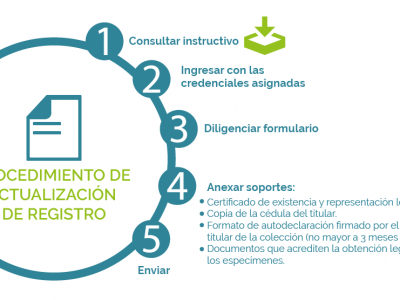 1 Consultar instructivo
2 Ingresar con las
credenciales asignadas
3 Diligenciar formulario
OCEDIMIENTO DE
CTUALIZACIÓN
DE REGISTRO
4 Anexar soportes:
• Certificado de existencia y representación le
• Copia de la cédula del titular.
• Formato de autodeclaración firmado por el
titular de la colección (no mayor a 3 meses
• Documentos que acrediten la obtención leg
los especímenes.
5 Enviar